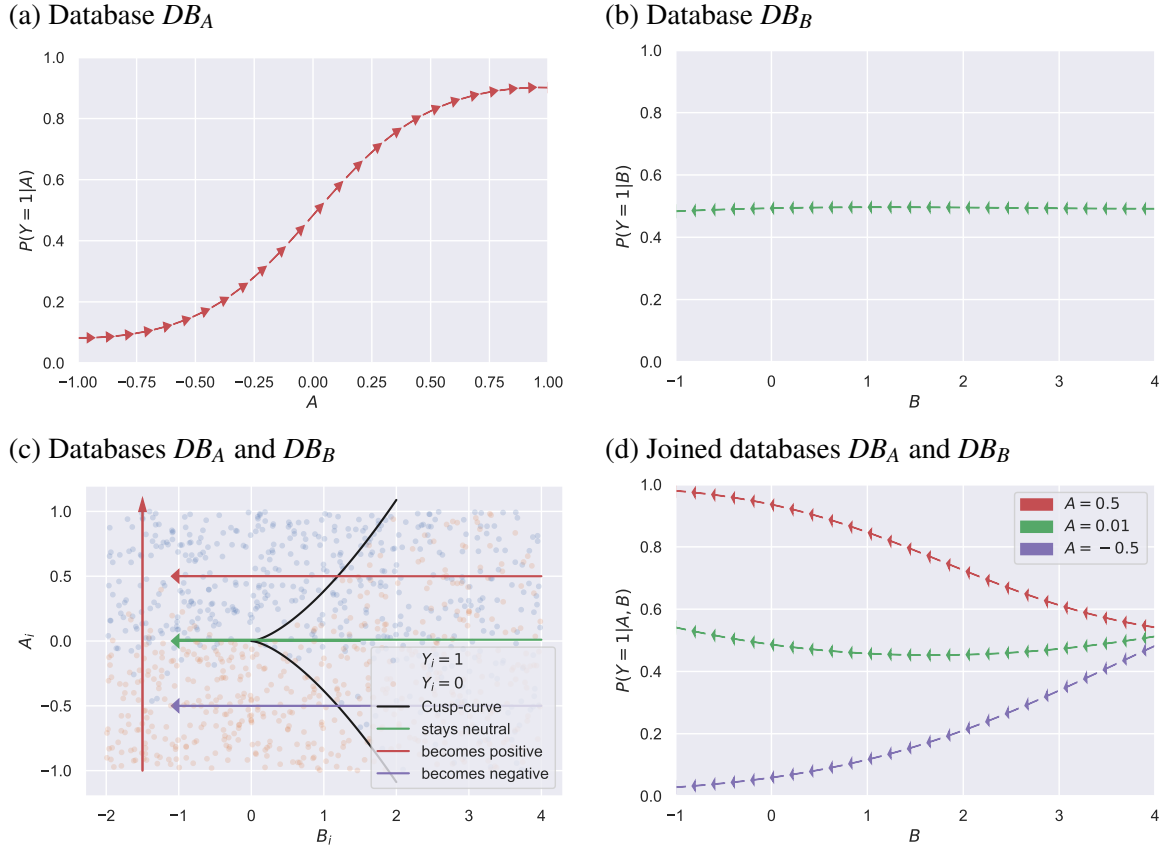 (a) Database DB_A
(b) Database DB_B
1.0
0.8
0.6
0.4
0.2
0.0
P(Y = 1|A)
−1.00 −0.75 −0.50 −0.25 0.00 0.25 0.50 0.75 1.00
A
1.0
0.8
0.6
0.4
0.2
0.0
P(Y = 1|B)
−1 0 1 2 3 4
B
(c) Databases DB_A and DB_B
(d) Joined databases DB_A and DB_B
1.0
0.5
0.0
−0.5
−1.0
A_i
Y_i = 1
Y_i = 0
Cusp-curve
stays neutral
becomes positive
becomes negative
−2 −1 0 1 2 3 4
B_i
1.0
0.8
0.6
0.4
0.2
0.0
P(Y = 1|A, B)
A = 0.5
A = 0.01
A = −0.5
−1 0 1 2 3 4
B